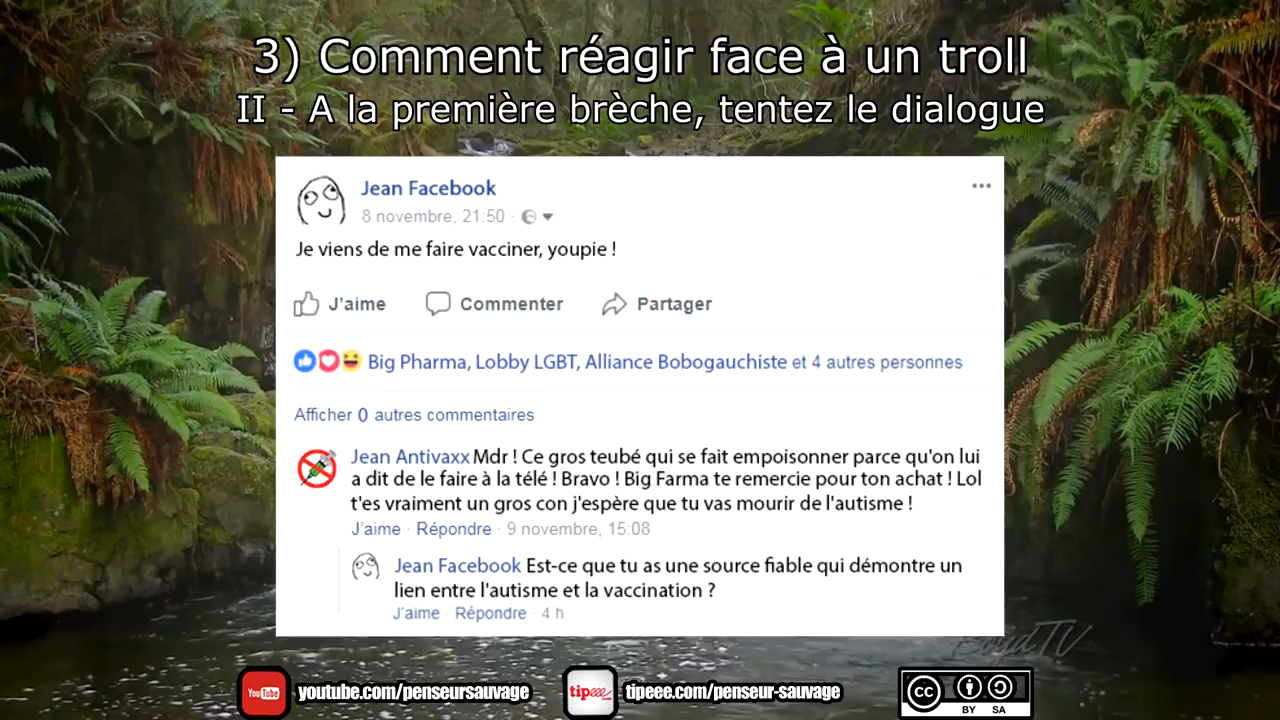 3) Comment réagir face à un troll
II - A la première brèche, tentez le dialogue
Jean Facebook
8 novembre, 21:50 ·
Je viens de me faire vacciner, youpie !
J'aime Commenter Partager
Big Pharma, Lobby LGBT, Alliance Bobogauchiste et 4 autres personnes
Afficher 0 autres commentaires
Jean Antivaxx Mdr ! Ce gros teubé qui se fait empoisonner parce qu'on lui
a dit de le faire à la télé ! Bravo ! Big Farma te remercie pour ton achat ! Lol
t'es vraiment un gros con j'espère que tu vas mourir de l'autisme !
J'aime · Répondre · 9 novembre, 15:08
Jean Facebook Est-ce que tu as une source fiable qui démontre un
lien entre l'autisme et la vaccination ?
J'aime · Répondre · 4 h
BoydTV
YouTube youtube.com/penseursauvage tipeee tipeee.com/penseur-sauvage cc BY SA